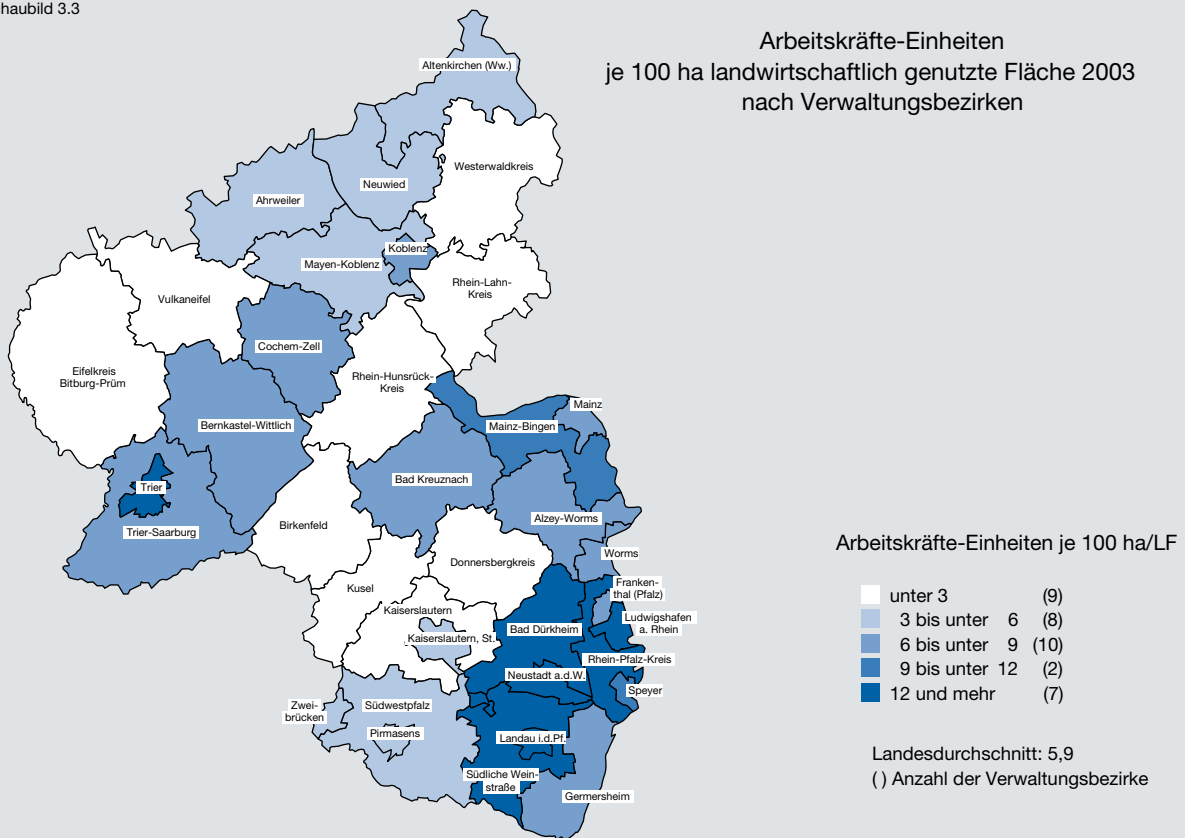 haubild 3.3
Arbeitskräfte-Einheiten
je 100 ha landwirtschaftlich genutzte Fläche 2003
nach Verwaltungsbezirken
Altenkirchen (Ww.)
Westerwaldkreis
Neuwied
Ahrweiler
Koblenz
Mayen-Koblenz
Rhein-Lahn-
Kreis
Vulkaneifel
Cochem-Zell
Eifelkreis
Bitburg-Prüm
Rhein-Hunsrück-
Kreis
Mainz
Bernkastel-Wittlich
Mainz-Bingen
Bad Kreuznach
Trier
Alzey-Worms
Birkenfeld
Trier-Saarburg
Worms
Donnersbergkreis
Kusel
Franken-
thal (Pfalz)
Kaiserslautern
Ludwigshafen
a. Rhein
Bad Dürkheim
Kaiserslautern, St.
Rhein-Pfalz-Kreis
Neustadt a.d.W.
Speyer
Zwei-
brücken
Südwestpfalz
Pirmasens
Landau i.d.Pf.
Südliche Wein-
straße
Germersheim
Arbeitskräfte-Einheiten je 100 ha/LF
unter 3 (9)
3 bis unter 6 (8)
6 bis unter 9 (10)
9 bis unter 12 (2)
12 und mehr (7)
Landesdurchschnitt: 5,9
( ) Anzahl der Verwaltungsbezirke